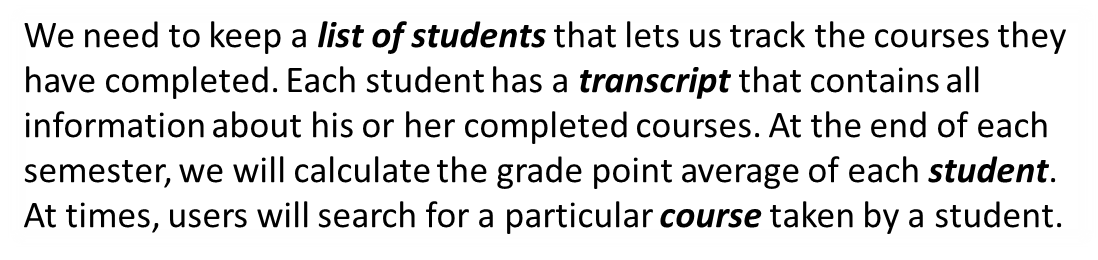 We need to keep a list of students that lets us track the courses they
have completed. Each student has a transcript that contains all
information about his or her completed courses. At the end of each
semester, we will calculate the grade point average of each student.
At times, users will search for a particular course taken by a student.